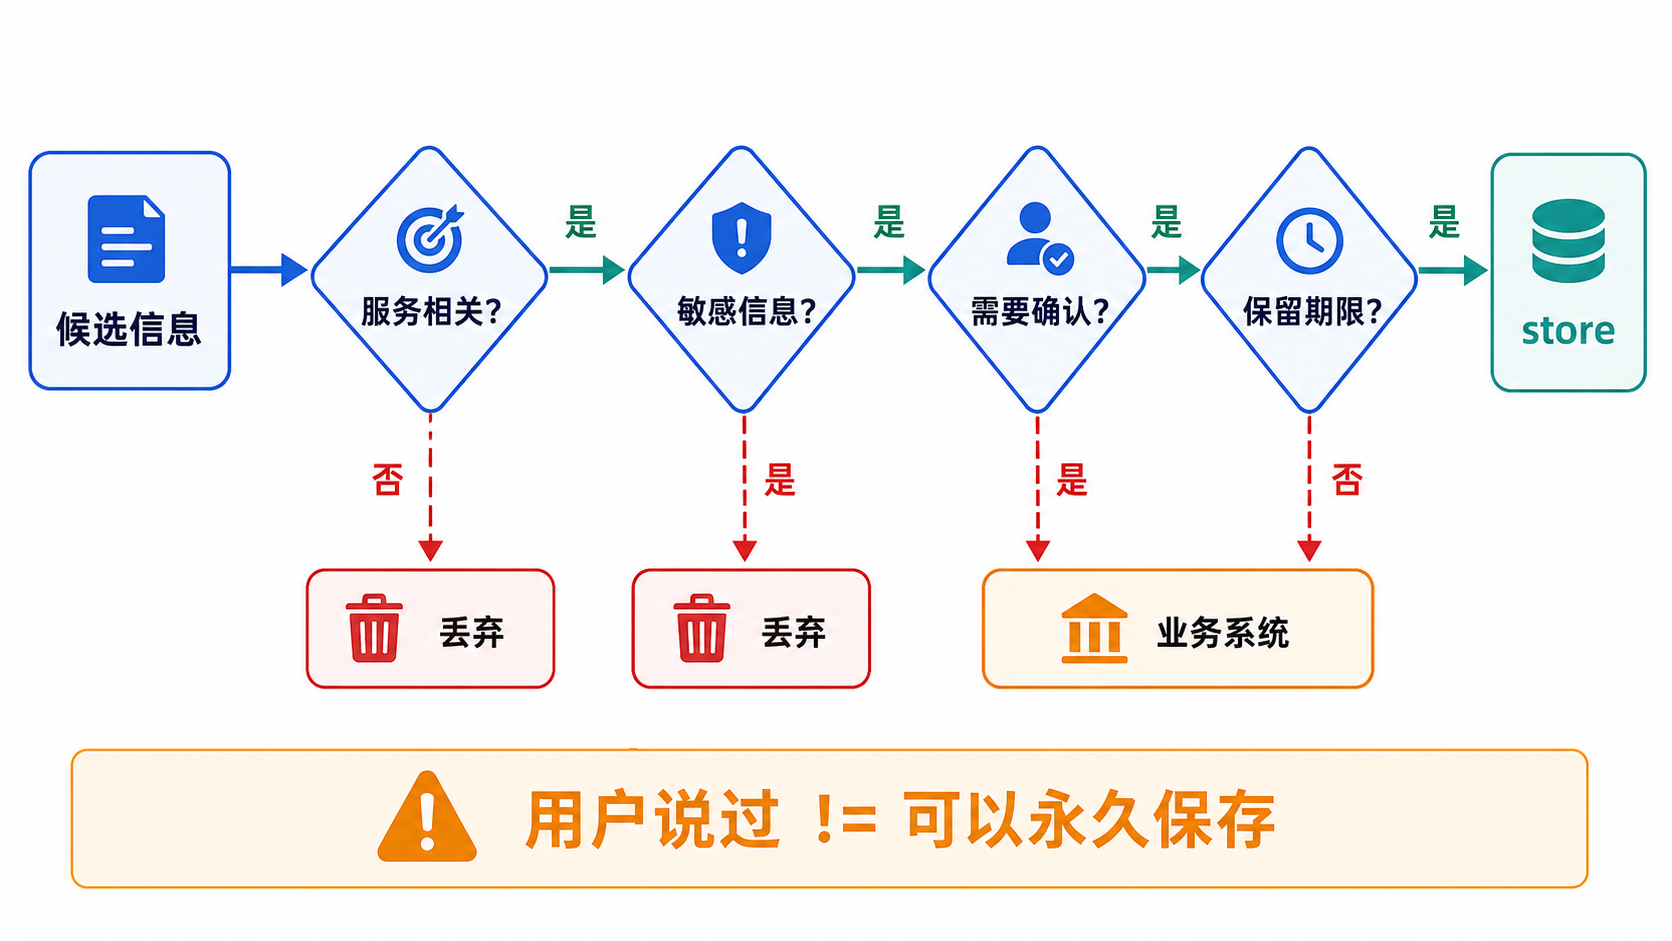 候选信息
服务相关?
是
敏感信息?
是
需要确认?
是
保留期限?
是
store
否
是
是
否
丢弃
丢弃
业务系统
用户说过 != 可以永久保存